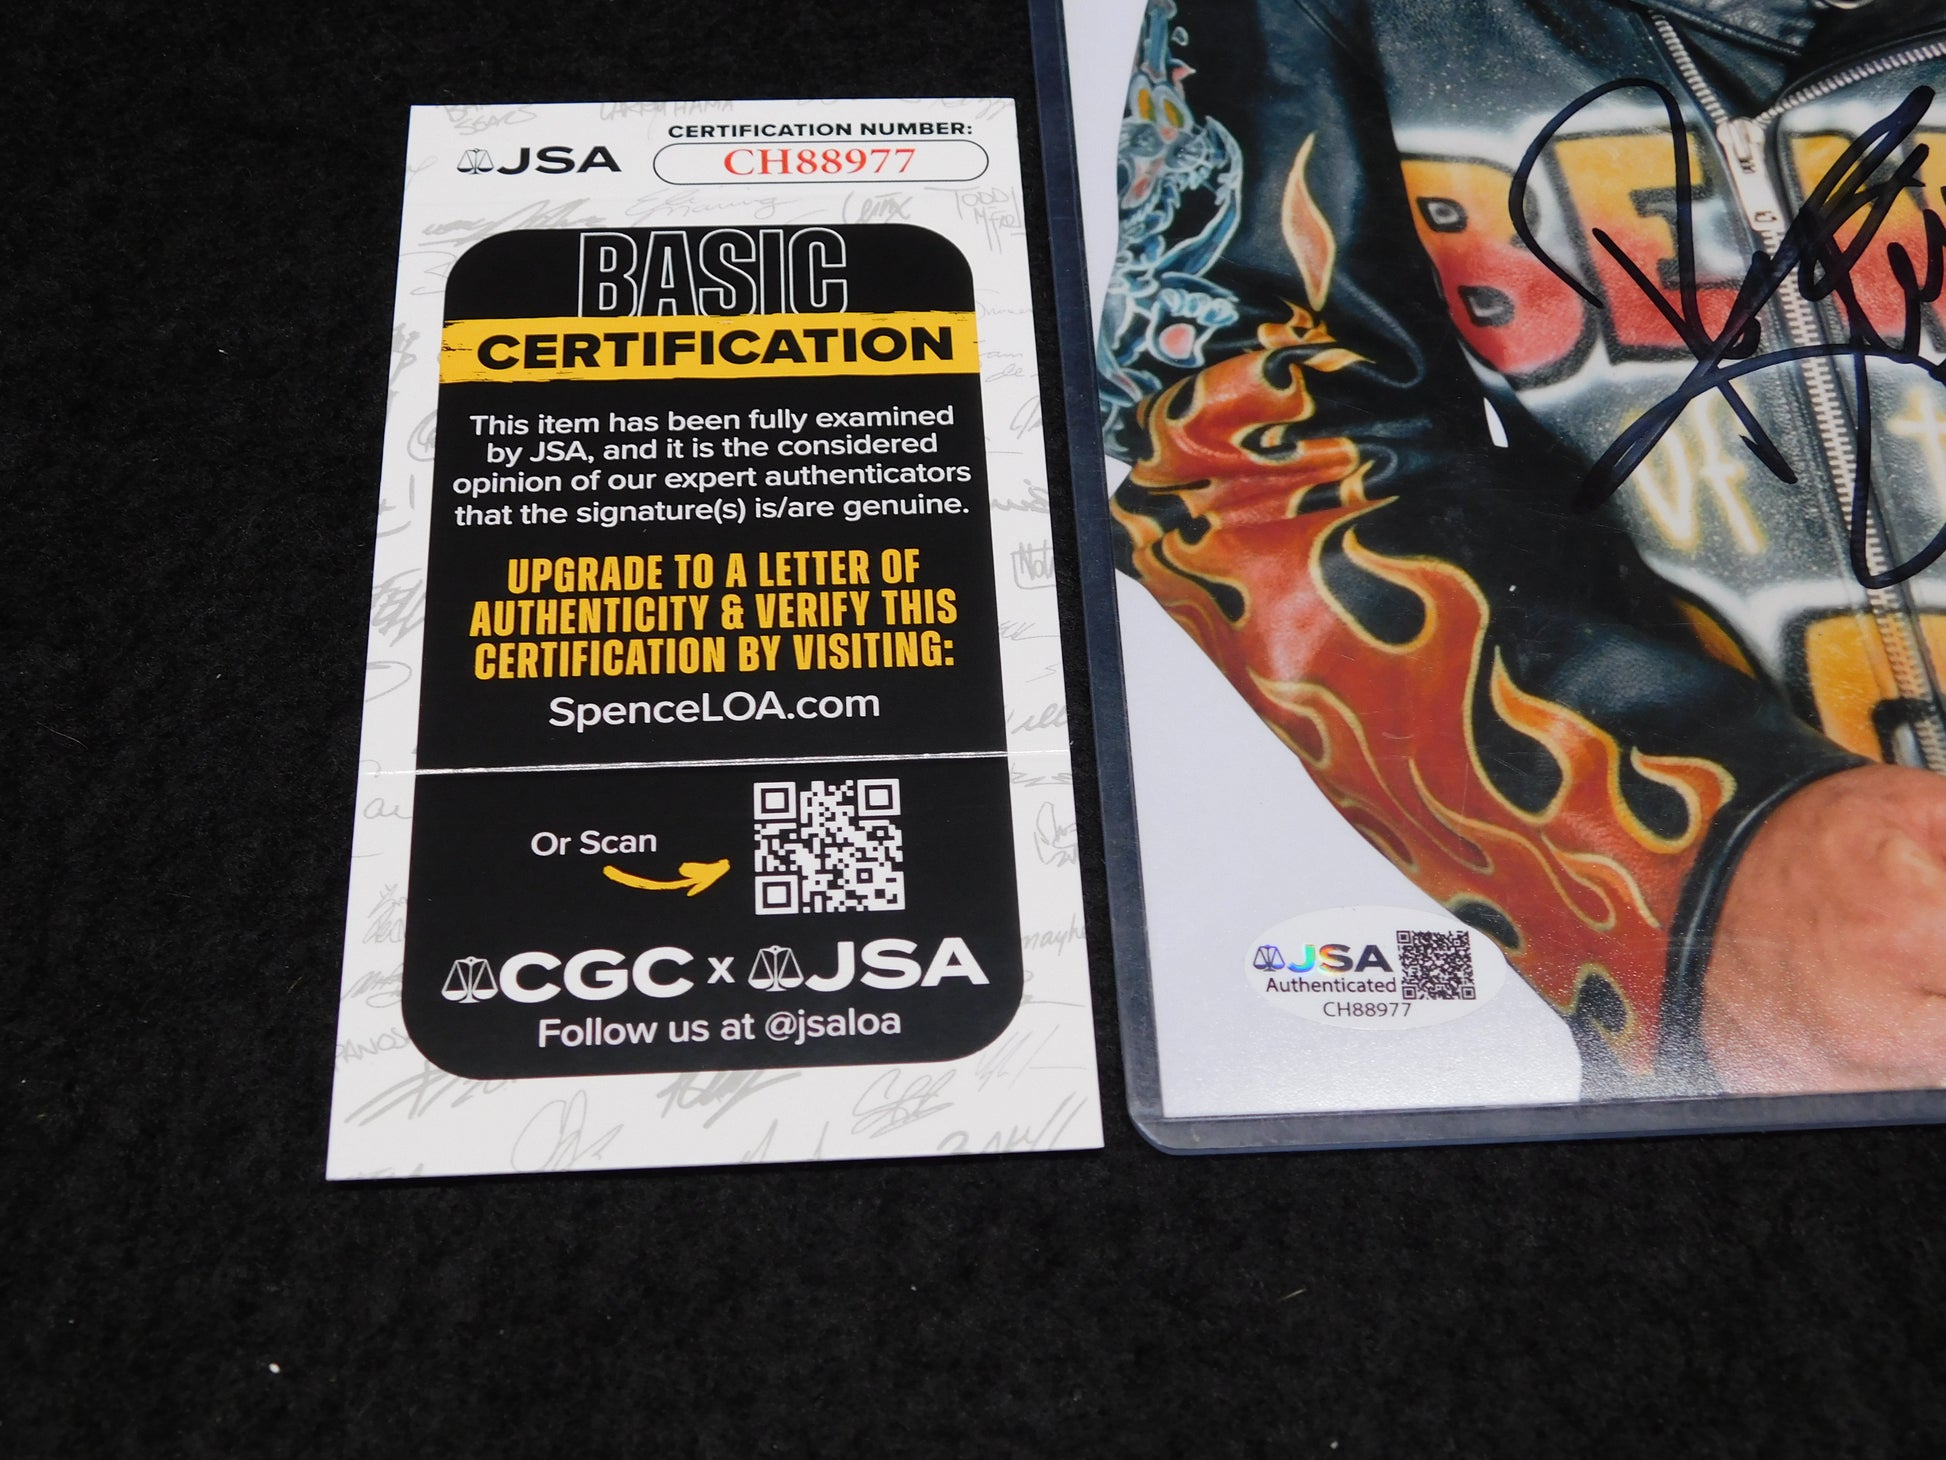 JSA
CERTIFICATION NUMBER:
CH88977
BASIC
CERTIFICATION
This item has been fully examined
by JSA, and it is the considered
opinion of our expert authenticators
that the signature(s) is/are genuine.
UPGRADE TO A LETTER OF
AUTHENTICITY & VERIFY THIS
CERTIFICATION BY VISITING:
SpenceLOA.com
Or Scan
CGC x JSA
Follow us at @jsaloa
BE
of
JSA
Authenticated
CH88977